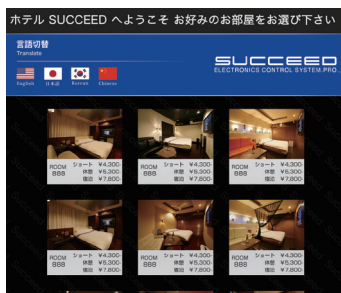 ホテル SUCCEED へようこそ お好みのお部屋をお選び下さい
言語切替
Translate
SUCCEED
ELECTRONICS CONTROL SYSTEM.PRO.
English 日本語 Korean Chinese
ROOM 888 ショート ¥4,300- 休憩 ¥5,300- 宿泊 ¥7,800-
ROOM 888 ショート ¥4,300- 休憩 ¥5,300- 宿泊 ¥7,800-
ROOM 888 ショート ¥4,300- 休憩 ¥5,300- 宿泊 ¥7,800-
ROOM 888 ショート ¥4,300- 休憩 ¥5,300- 宿泊 ¥7,800-
ROOM 888 ショート ¥4,300- 休憩 ¥5,300- 宿泊 ¥7,800-
ROOM 888 ショート ¥4,300- 休憩 ¥5,300- 宿泊 ¥7,800-